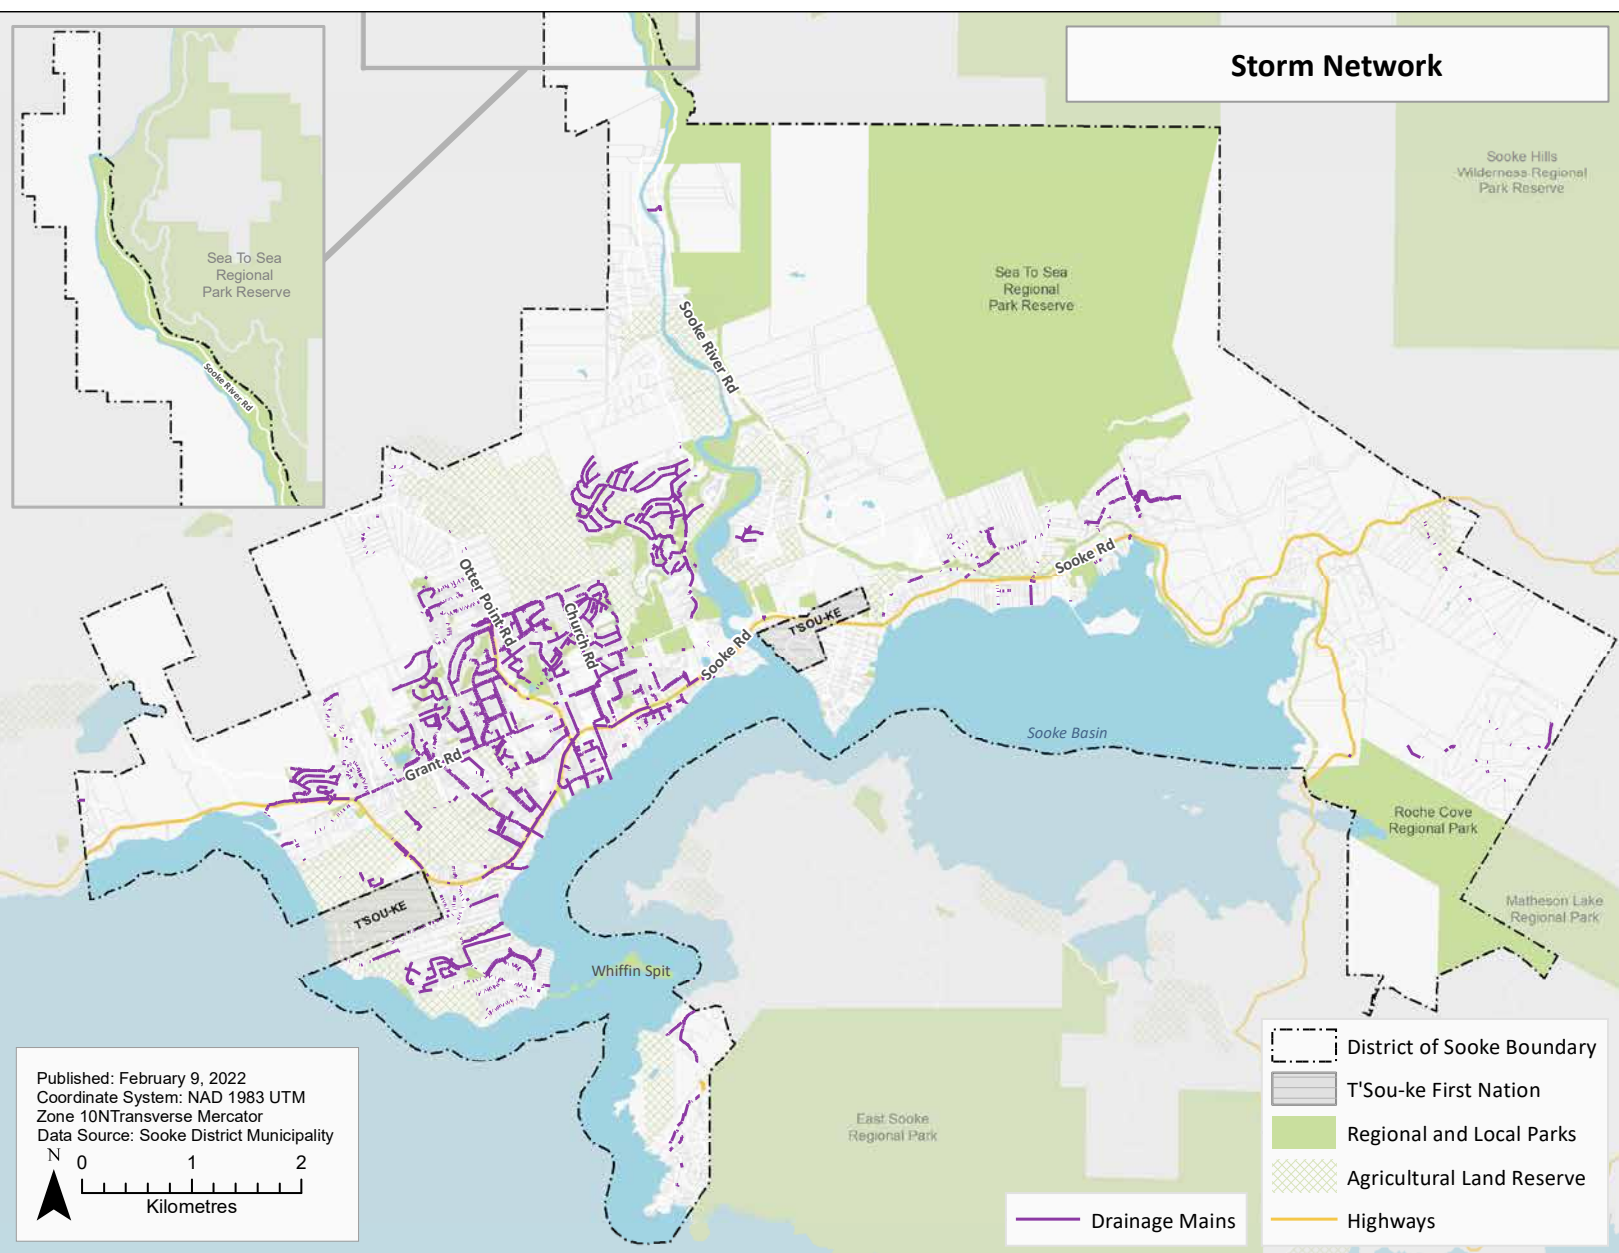 Storm Network
Sooke Hills
Wilderness Regional
Park Reserve
Sea To Sea
Regional
Park Reserve
Sooke River Rd
Sea To Sea
Regional
Park Reserve
Sooke River Rd
Otter Point Rd
Church Rd
Sooke Rd
Sooke Rd
T'SOU-KE
Grant Rd
Sooke Basin
Roche Cove
Regional Park
Matheson Lake
Regional Park
T'SOU-KE
Whiffin Spit
East Sooke
Regional Park
Published: February 9, 2022
Coordinate System: NAD 1983 UTM
Zone 10NTransverse Mercator
Data Source: Sooke District Municipality
N
0 1 2
Kilometres
Drainage Mains
District of Sooke Boundary
T'Sou-ke First Nation
Regional and Local Parks
Agricultural Land Reserve
Highways